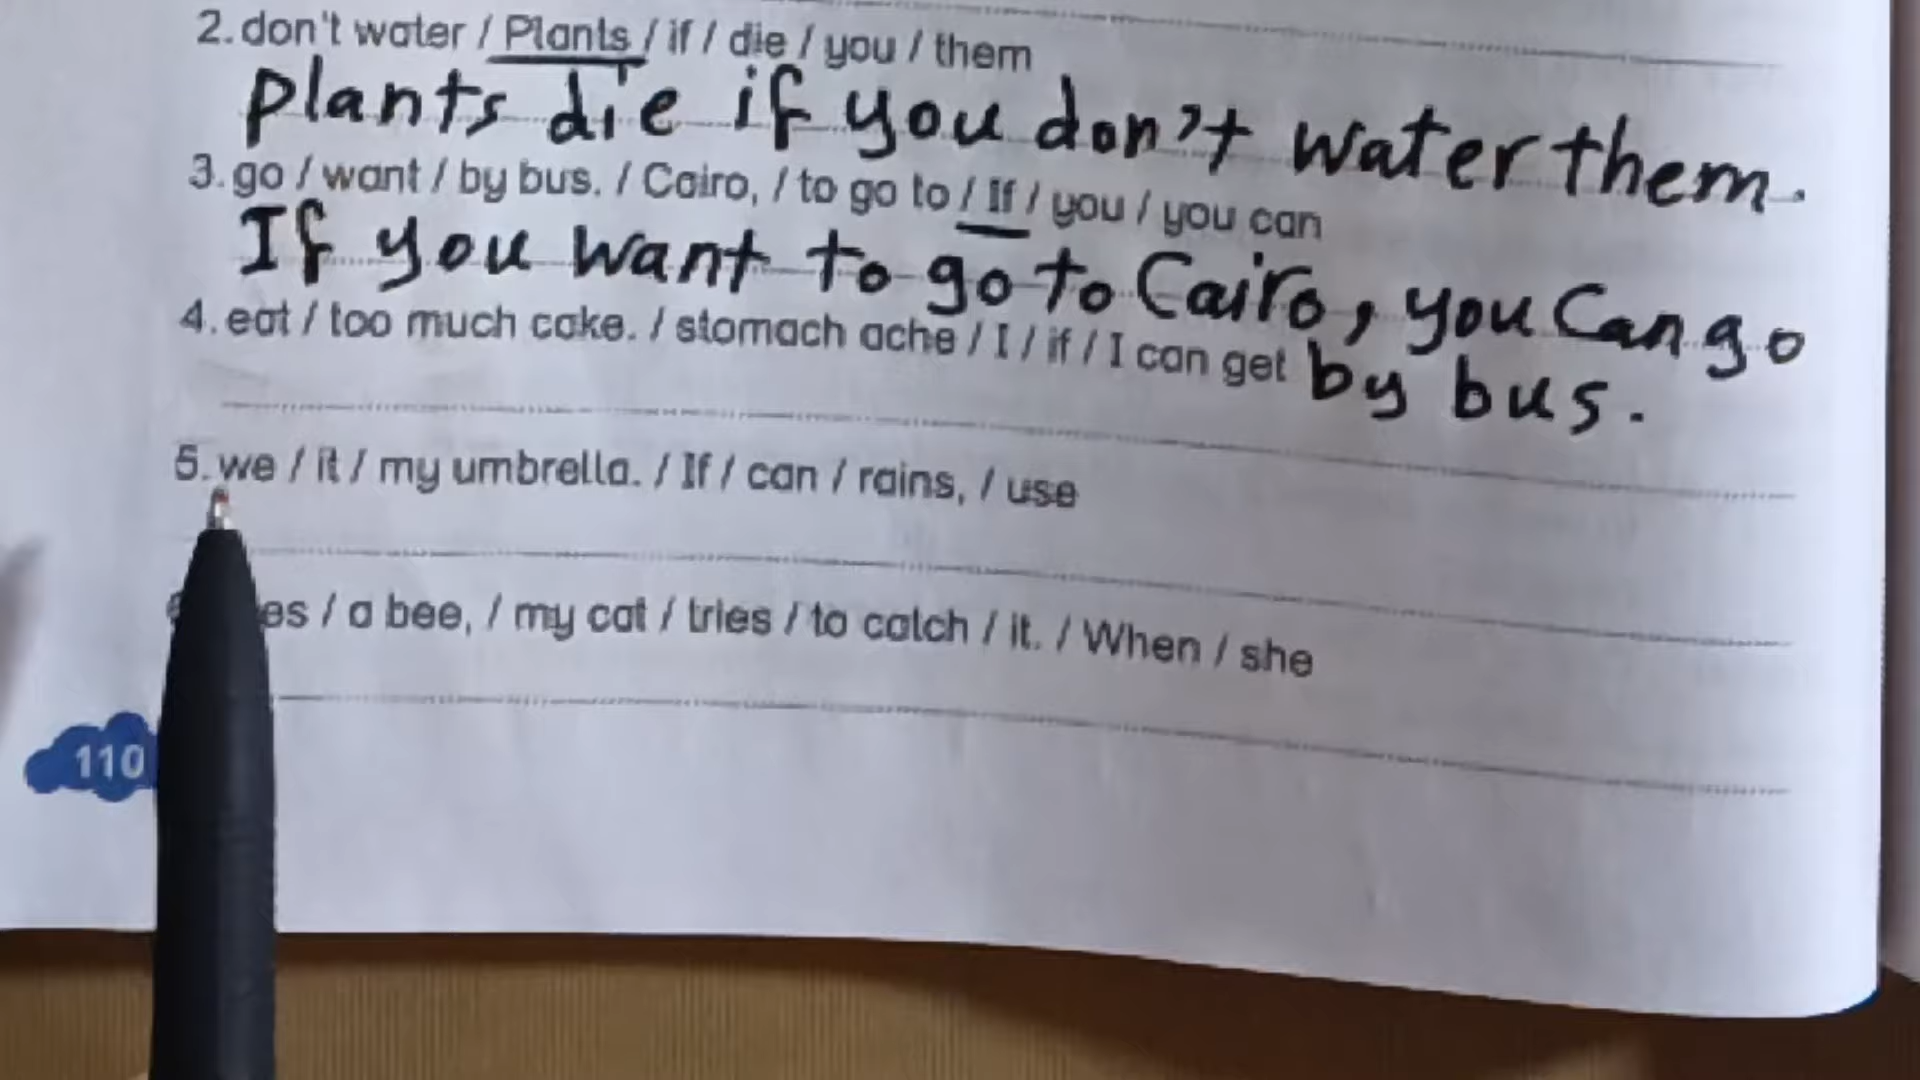 2. don't water / Plants / if / die / you / them
Plants die if you don't water them.
3. go / want / by bus. / Cairo, / to go to / If / you / you can
If you want to go to Cairo, you can go
by bus.
4. eat / too much cake. / stomach ache / I / if / I can get
5. we / it / my umbrella. / If / can / rains, / use
/ a bee, / my cat / tries / to catch / it. / When / she
110